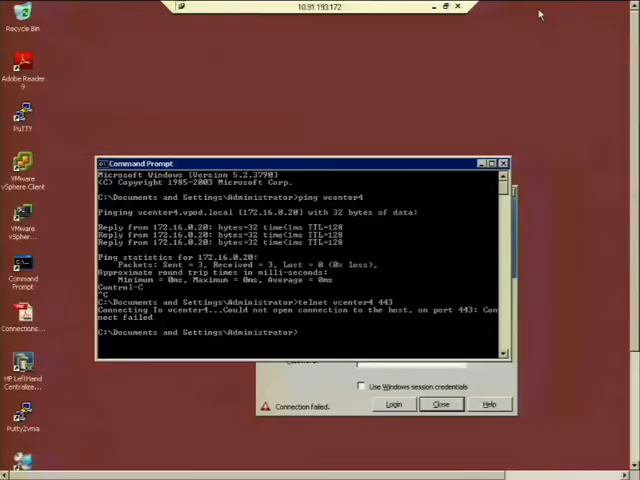 10.91.193.172
Recycle Bin
Adobe Reader
9
PuTTY
VMware
vSphere Client
VMware
vSpher...
Command
Prompt
Connections...
HP LeftHand
Centralize...
Putty2vma
Command Prompt
Microsoft Windows [Version 5.2.3790]
(C) Copyright 1985-2003 Microsoft Corp.
C:\Documents and Settings\Administrator>ping vcenter4
Pinging vcenter4.vpod.local [172.16.0.20] with 32 bytes of data:
Reply from 172.16.0.20: bytes=32 time<1ms TTL=128
Reply from 172.16.0.20: bytes=32 time<1ms TTL=128
Reply from 172.16.0.20: bytes=32 time<1ms TTL=128
Ping statistics for 172.16.0.20:
Packets: Sent = 3, Received = 3, Lost = 0 (0% loss),
Approximate round trip times in milli-seconds:
Minimum = 0ms, Maximum = 0ms, Average = 0ms
Control-C
^C
C:\Documents and Settings\Administrator>telnet vcenter4 443
Connecting To vcenter4...Could not open connection to the host, on port 443: Con
nect failed
C:\Documents and Settings\Administrator>
Use Windows session credentials
Connection failed.
Login
Close
Help